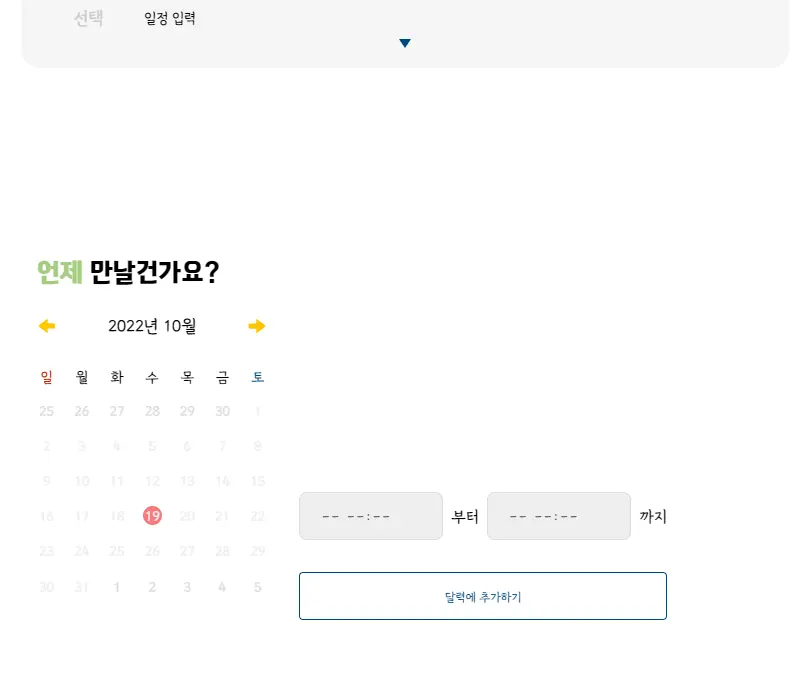 선택 일정 입력
▼
언제 만날건가요?
2022년 10월
일 월 화 수 목 금 토
25 26 27 28 29 30 1
2 3 4 5 6 7 8
9 10 11 12 13 14 15
16 17 18 19 20 21 22
23 24 25 26 27 28 29
30 31 1 2 3 4 5
-- --:-- 부터 -- --:-- 까지
달력에 추가하기